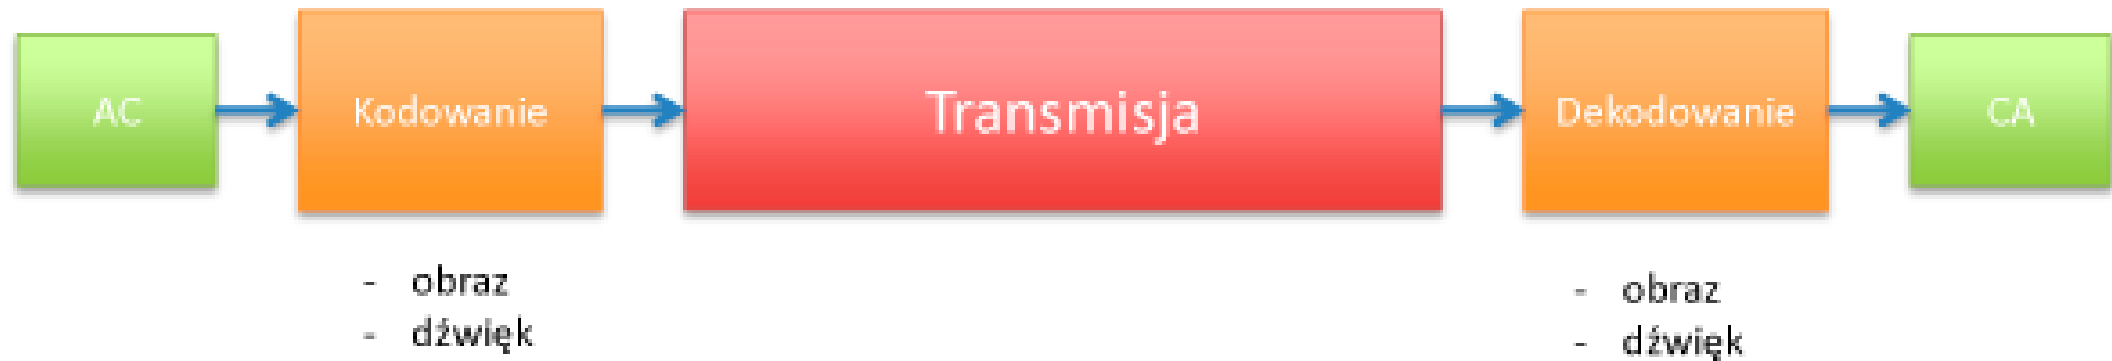 AC
Kodowanie
Transmisja
Dekodowanie
CA
- obraz
- dźwięk
- obraz
- dźwięk